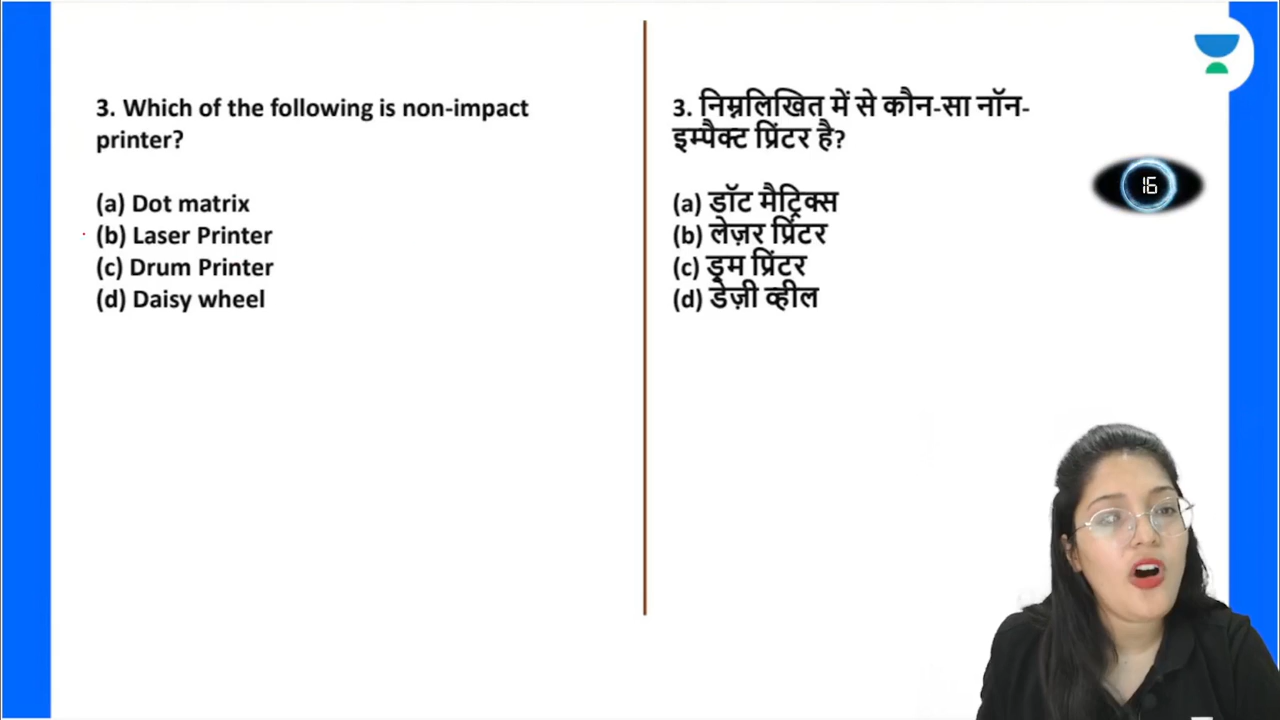 3. Which of the following is non-impact
printer?
(a) Dot matrix
(b) Laser Printer
(c) Drum Printer
(d) Daisy wheel
3. निम्नलिखित में से कौन-सा नॉन-
इम्पैक्ट प्रिंटर है?
(a) डॉट मैट्रिक्स
(b) लेज़र प्रिंटर
(c) ड्रम प्रिंटर
(d) डेज़ी व्हील
16